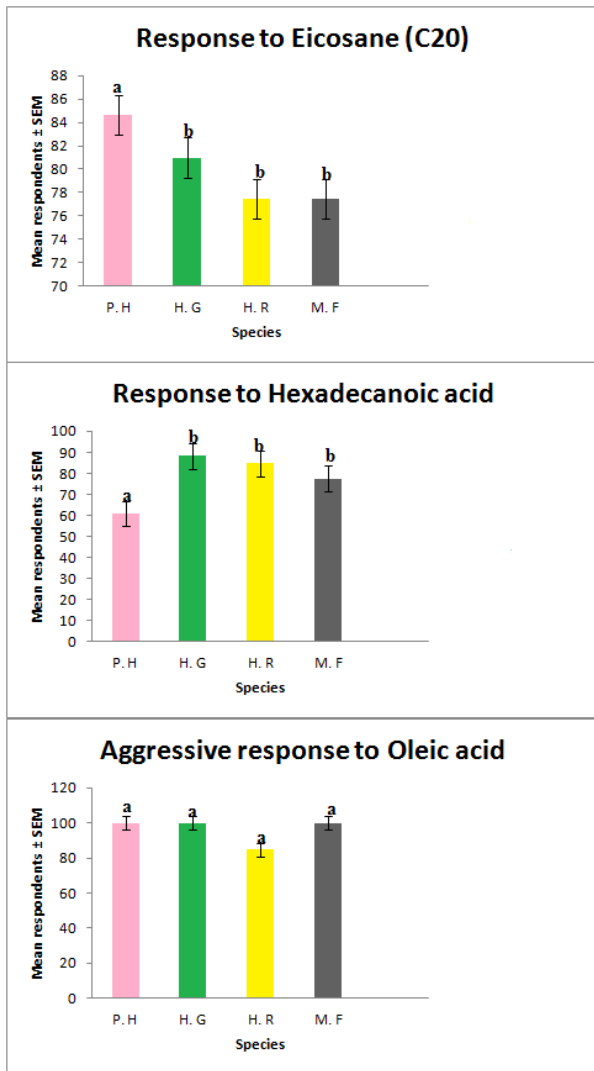 Response to Eicosane (C20)
Mean respondents ± SEM
88
86
84
82
80
78
76
74
72
70
a
b
b
b
P. H
H. G
H. R
M. F
Species
Response to Hexadecanoic acid
Mean respondents ± SEM
100
90
80
70
60
50
40
30
20
10
0
a
b
b
b
P. H
H. G
H. R
M. F
Species
Aggressive response to Oleic acid
Mean respondents ± SEM
120
100
80
60
40
20
0
a
a
a
a
P. H
H. G
H. R
M. F
Species